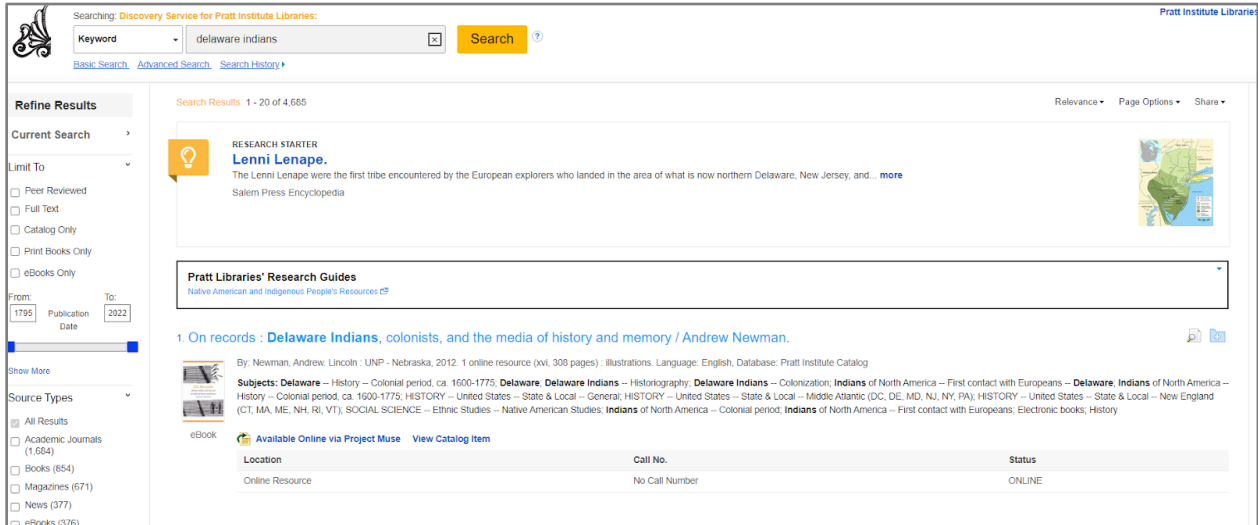 Searching: Discovery Service for Pratt Institute Libraries:
Pratt Institute Libraries
Keyword
delaware indians
Search
Basic Search Advanced Search Search History
Refine Results
Current Search
Limit To
Peer Reviewed
Full Text
Catalog Only
Print Books Only
eBooks Only
From: To:
1795 Publication Date 2022
Show More
Source Types
All Results
Academic Journals
(1,684)
Books (854)
Magazines (671)
News (377)
eBooks (376)
Search Results: 1 - 20 of 4,685
Relevance Page Options Share
RESEARCH STARTER
Lenni Lenape.
The Lenni Lenape were the first tribe encountered by the European explorers who landed in the area of what is now northern Delaware, New Jersey, and... more
Salem Press Encyclopedia
Pratt Libraries' Research Guides
Native American and Indigenous People's Resources
1. On records : Delaware Indians, colonists, and the media of history and memory / Andrew Newman.
By: Newman, Andrew. Lincoln : UNP - Nebraska, 2012. 1 online resource (xvi, 308 pages) : illustrations. Language: English, Database: Pratt Institute Catalog
Subjects: Delaware -- History -- Colonial period, ca. 1600-1775; Delaware; Delaware Indians -- Historiography; Delaware Indians -- Colonization; Indians of North America -- First contact with Europeans -- Delaware; Indians of North America --
History -- Colonial period, ca. 1600-1775; HISTORY -- United States -- State & Local -- General; HISTORY -- United States -- State & Local -- Middle Atlantic (DC, DE, MD, NJ, NY, PA); HISTORY -- United States -- State & Local -- New England
(CT, MA, ME, NH, RI, VT); SOCIAL SCIENCE -- Ethnic Studies -- Native American Studies; Indians of North America -- Colonial period; Indians of North America -- First contact with Europeans; Electronic books; History
eBook
Available Online via Project Muse View Catalog Item
Location Call No. Status
Online Resource No Call Number ONLINE